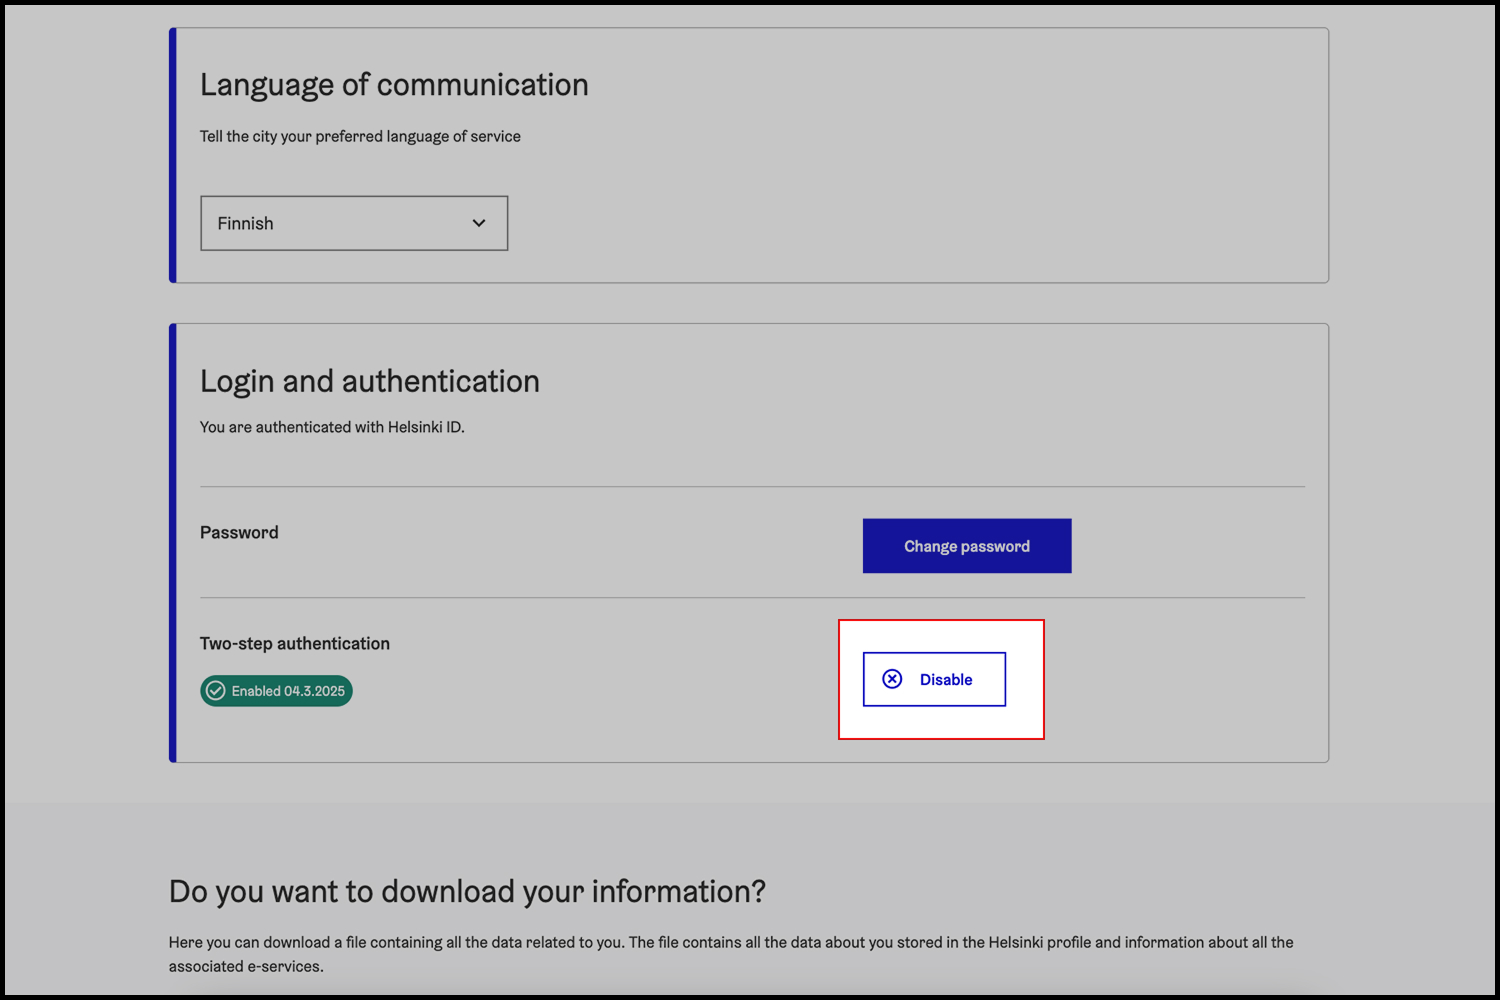 Language of communication
Tell the city your preferred language of service
Finnish
Login and authentication
You are authenticated with Helsinki ID.
Password
Change password
Two-step authentication
Enabled 04.3.2025
Disable
Do you want to download your information?
Here you can download a file containing all the data related to you. The file contains all the data about you stored in the Helsinki profile and information about all the
associated e-services.